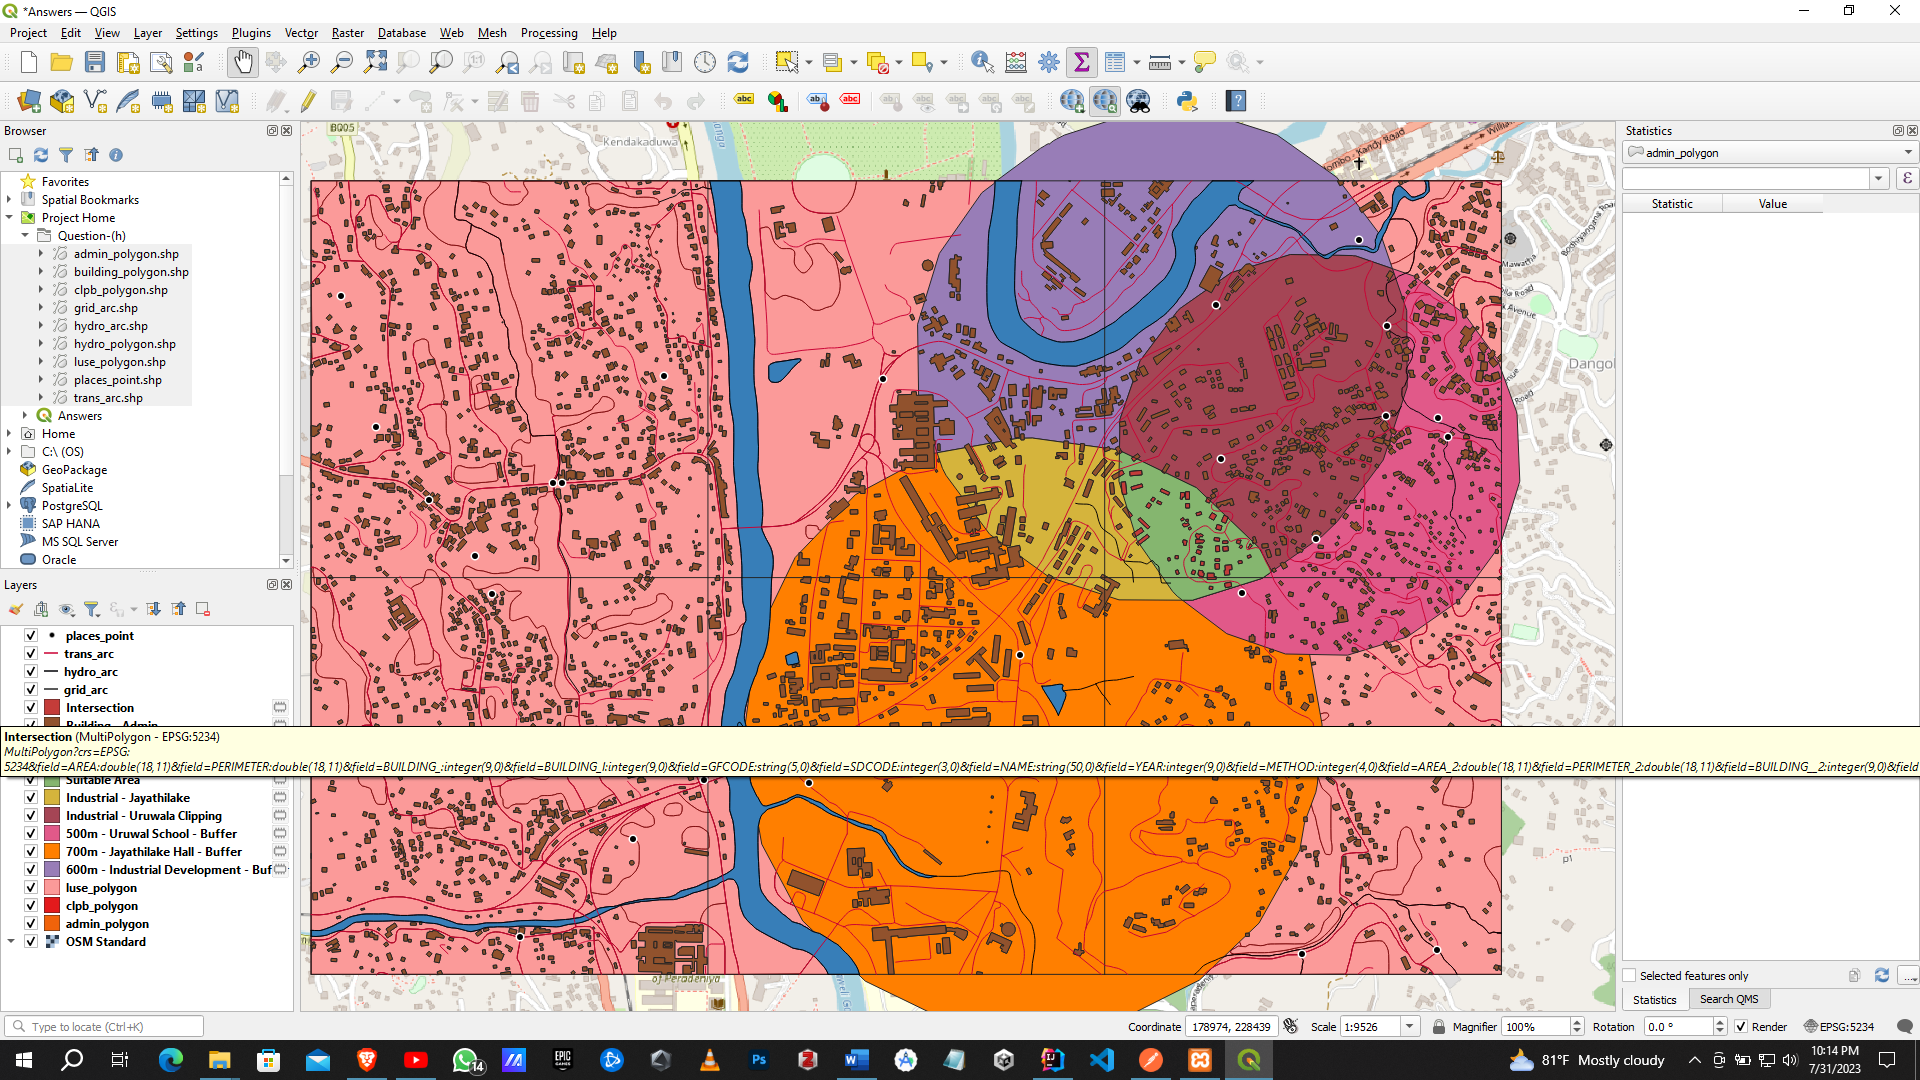 *Answers — QGIS
Project Edit View Layer Settings Plugins Vector Raster Database Web Mesh Processing Help
Browser
Favorites
Spatial Bookmarks
Project Home
Question-(h)
admin_polygon.shp
building_polygon.shp
clpb_polygon.shp
grid_arc.shp
hydro_arc.shp
hydro_polygon.shp
luse_polygon.shp
places_point.shp
trans_arc.shp
Answers
Home
C:\ (OS)
GeoPackage
SpatiaLite
PostgreSQL
SAP HANA
MS SQL Server
Oracle
Layers
places_point
trans_arc
hydro_arc
grid_arc
Intersection
Building - Admin
Intersection (MultiPolygon - EPSG:5234)
MultiPolygon?crs=EPSG:
5234&field=AREA:double(18,11)&field=PERIMETER:double(18,11)&field=BUILDING_:integer(9,0)&field=BUILDING_I:integer(9,0)&field=GFCODE:string(5,0)&field=SDCODE:integer(3,0)&field=NAME:string(50,0)&field=YEAR:integer(9,0)&field=METHOD:integer(4,0)&field=AREA_2:double(18,11)&field=PERIMETER_2:double(18,11)&field=BUILDING__2:integer(9,0)&field
Suitable Area
Industrial - Jayathilake
Industrial - Uruwala Clipping
500m - Uruwal School - Buffer
700m - Jayathilake Hall - Buffer
600m - Industrial Development - Buf
luse_polygon
clpb_polygon
admin_polygon
OSM Standard
B005
Kendakaduwa
Kandy Road
Mawatha
Bodhiyangana Road
Road
Dangol
of Peradeniya
p1
Statistics
admin_polygon
Statistic Value
Selected features only
Statistics Search QMS
Type to locate (Ctrl+K)
Coordinate 178974, 228439 Scale 1:9526 Magnifier 100% Rotation 0.0 ° Render EPSG:5234
14
EPIC GAMES
Ps
81°F Mostly cloudy
10:14 PM
7/31/2023